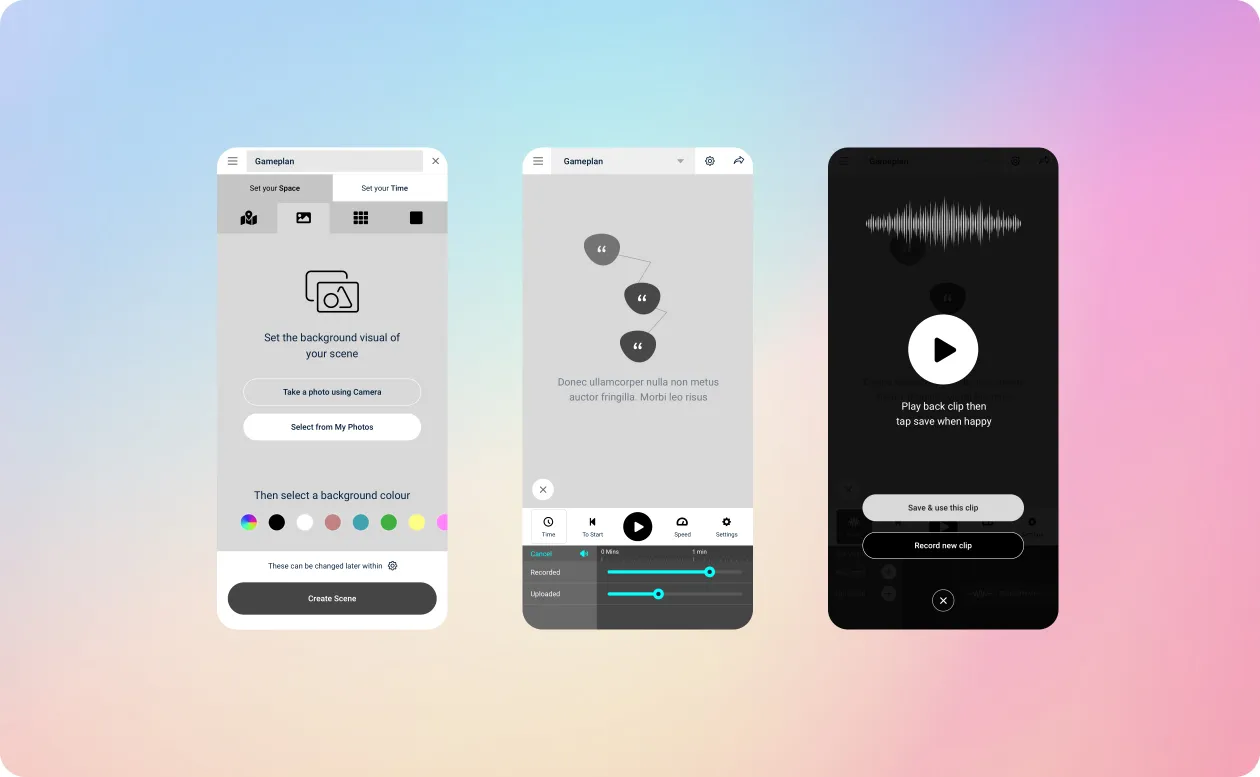 Gameplan
Set your Space
Set your Time
Set the background visual of
your scene
Take a photo using Camera
Select from My Photos
Then select a background colour
These can be changed later within
Create Scene
Gameplan
“
“
“
Donec ullamcorper nulla non metus
auctor fringilla. Morbi leo risus
Time
To Start
Speed
Settings
Cancel
0 Mins
1 min
Recorded
Uploaded
Gameplan
Play back clip then
tap save when happy
Save & use this clip
Record new clip